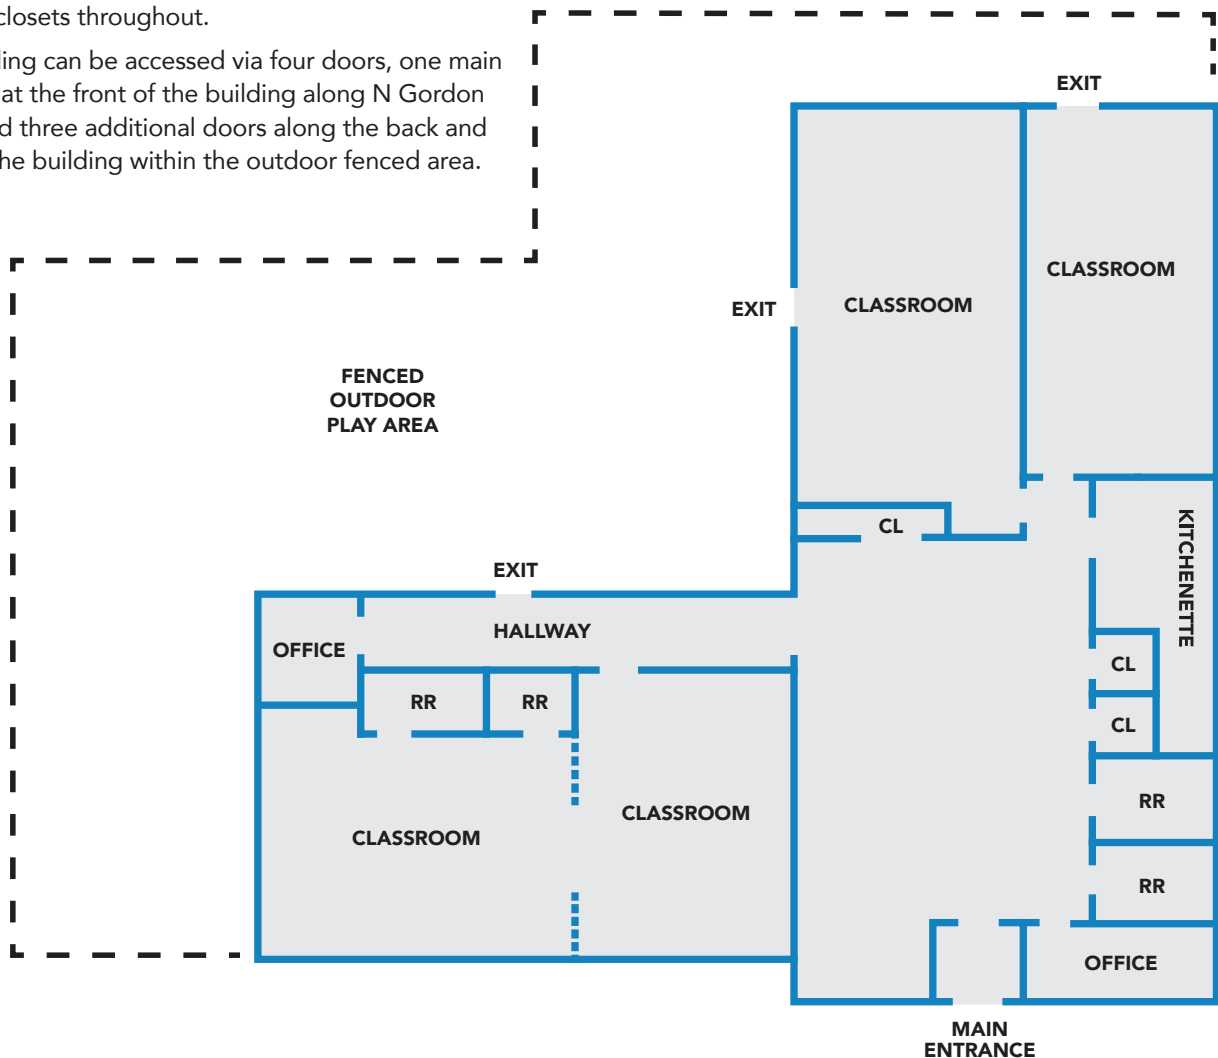 closets throughout.
ling can be accessed via four doors, one main
at the front of the building along N Gordon
d three additional doors along the back and
he building within the outdoor fenced area.
EXIT
CLASSROOM
CLASSROOM
EXIT
FENCED
OUTDOOR
PLAY AREA
KITCHENETTE
CL
EXIT
HALLWAY
OFFICE
CL
RR
RR
CL
RR
CLASSROOM
CLASSROOM
RR
OFFICE
MAIN
ENTRANCE